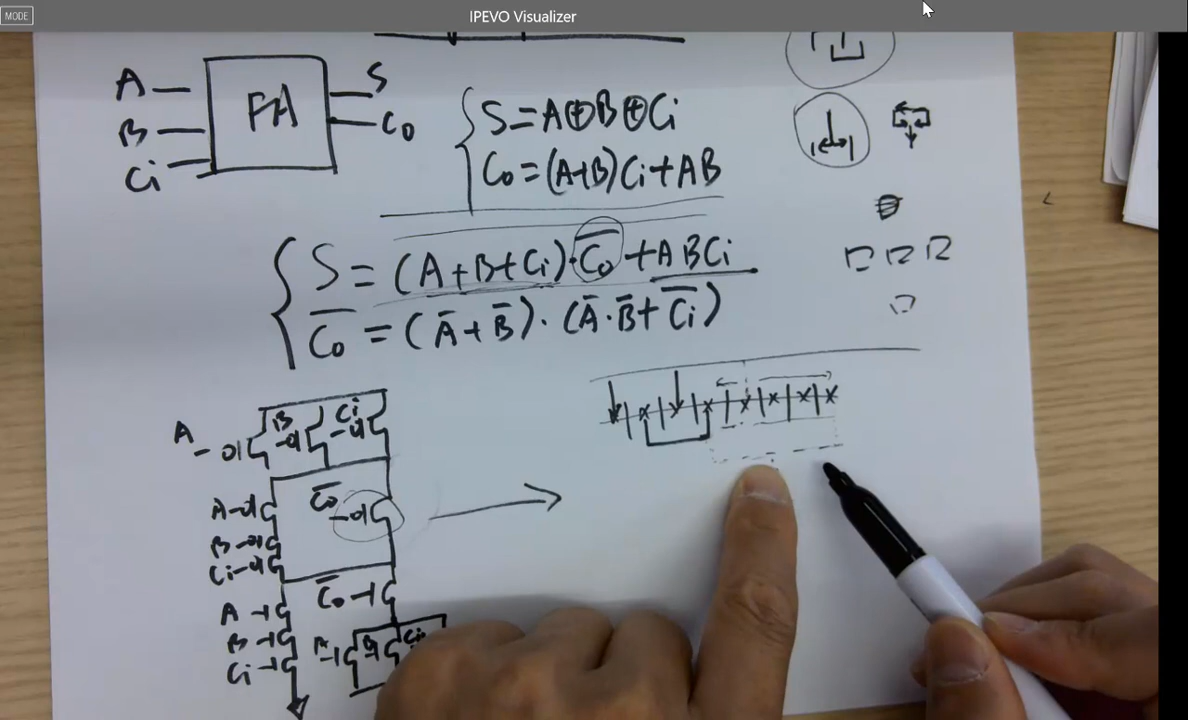 MODE
IPEVO Visualizer
A
B
Ci
FA
S
Co
S = A⊕B⊕Ci
Co = (A+B)Ci + AB
S = (A+B+Ci)·C̅o̅ + ABCi
C̅o̅ = (A̅ + B̅)·(A̅·B̅ + C̅i̅)
A
B
Ci
A
B
Ci
C̅o̅
C̅o̅
A
B
Ci
A
B
Ci